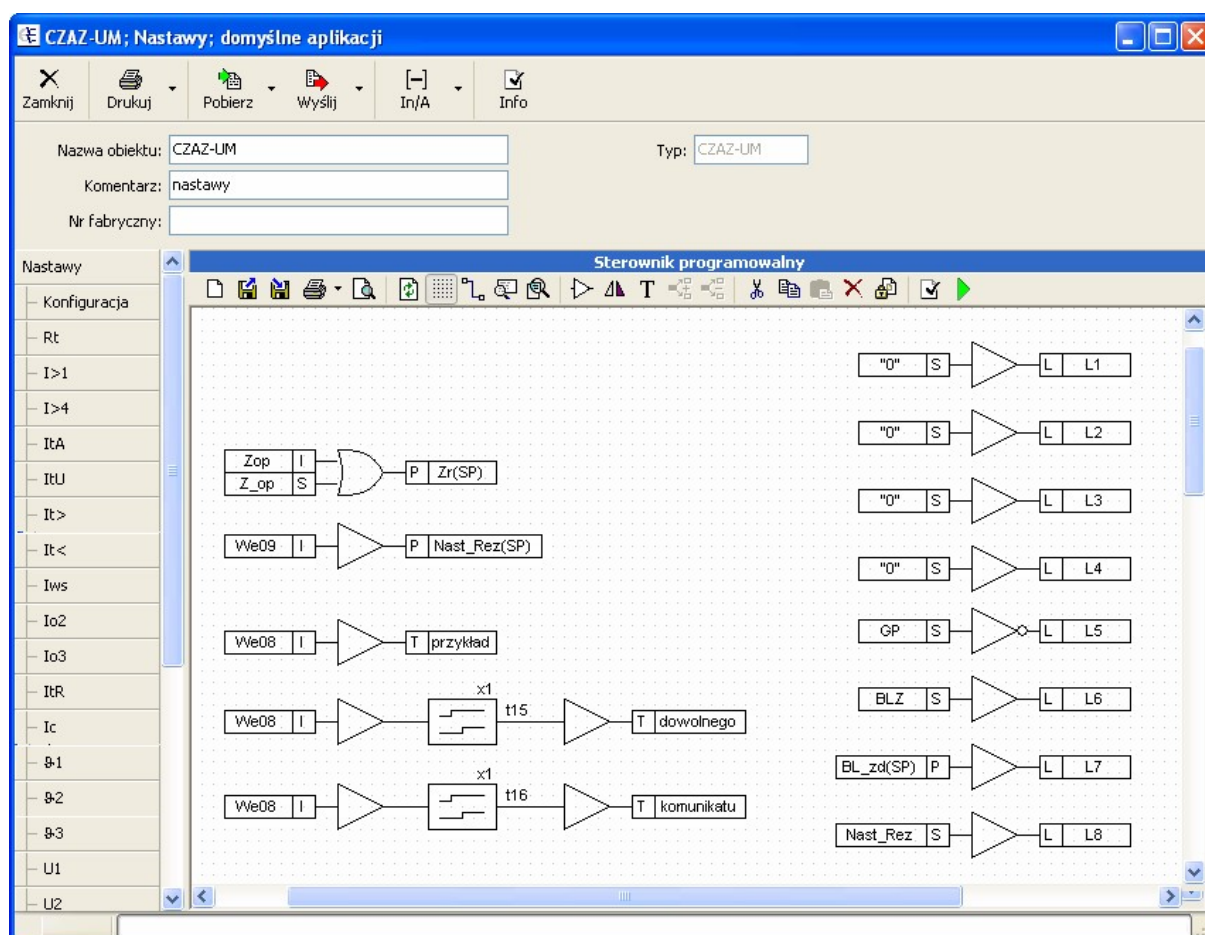 CZAZ-UM; Nastawy; domyślne aplikacji
Zamknij Drukuj Pobierz Wyślij In/A Info
Nazwa obiektu: CZAZ-UM Typ: CZAZ-UM
Komentarz: nastawy
Nr fabryczny:
Nastawy
Konfiguracja
Rt
I>1
I>4
ItA
ItU
It>
It<
Iws
Io2
Io3
ItR
Ic
ϑ1
ϑ2
ϑ3
U1
U2
Sterownik programowalny
T
Zop I
Z_op S
P Zr(SP)
We09 I P Nast_Rez(SP)
We08 I T przykład
x1
We08 I t15 T dowolnego
x1
We08 I t16 T komunikatu
"0" S L L1
"0" S L L2
"0" S L L3
"0" S L L4
GP S L L5
BLZ S L L6
BL_zd(SP) P L L7
Nast_Rez S L L8